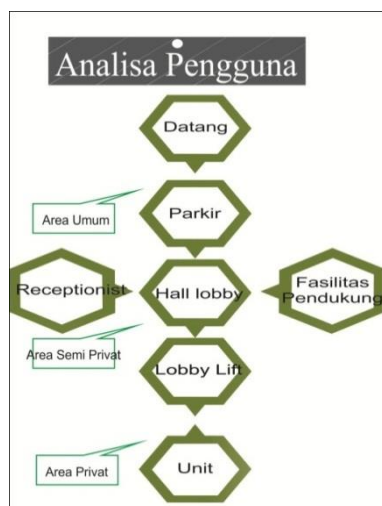 Analisa Pengguna
Datang
Area Umum
Parkir
Receptionist
Hall lobby
Fasilitas
Pendukung
Area Semi Privat
Lobby Lift
Area Privat
Unit